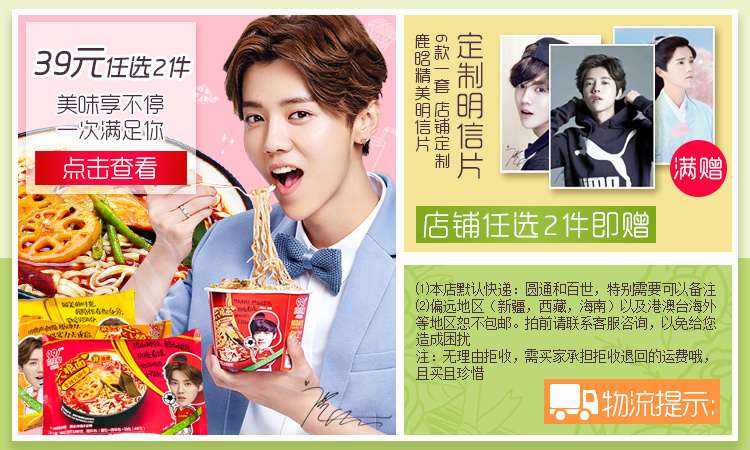 39元任选2件
美味享不停
一次满足你
点击查看
定制明信片
6款一套 店铺定制
鹿晗精美明信片
满赠
店铺任选2件即赠
⑴本店默认快递：圆通和百世，特别需要可以备注
⑵偏远地区（新疆，西藏，海南）以及港澳台海外
等地区恕不包邮。拍前请联系客服咨询，以免给您
造成困扰
注：无理由拒收，需买家承担拒收退回的运费哦，
且买且珍惜
物流提示: